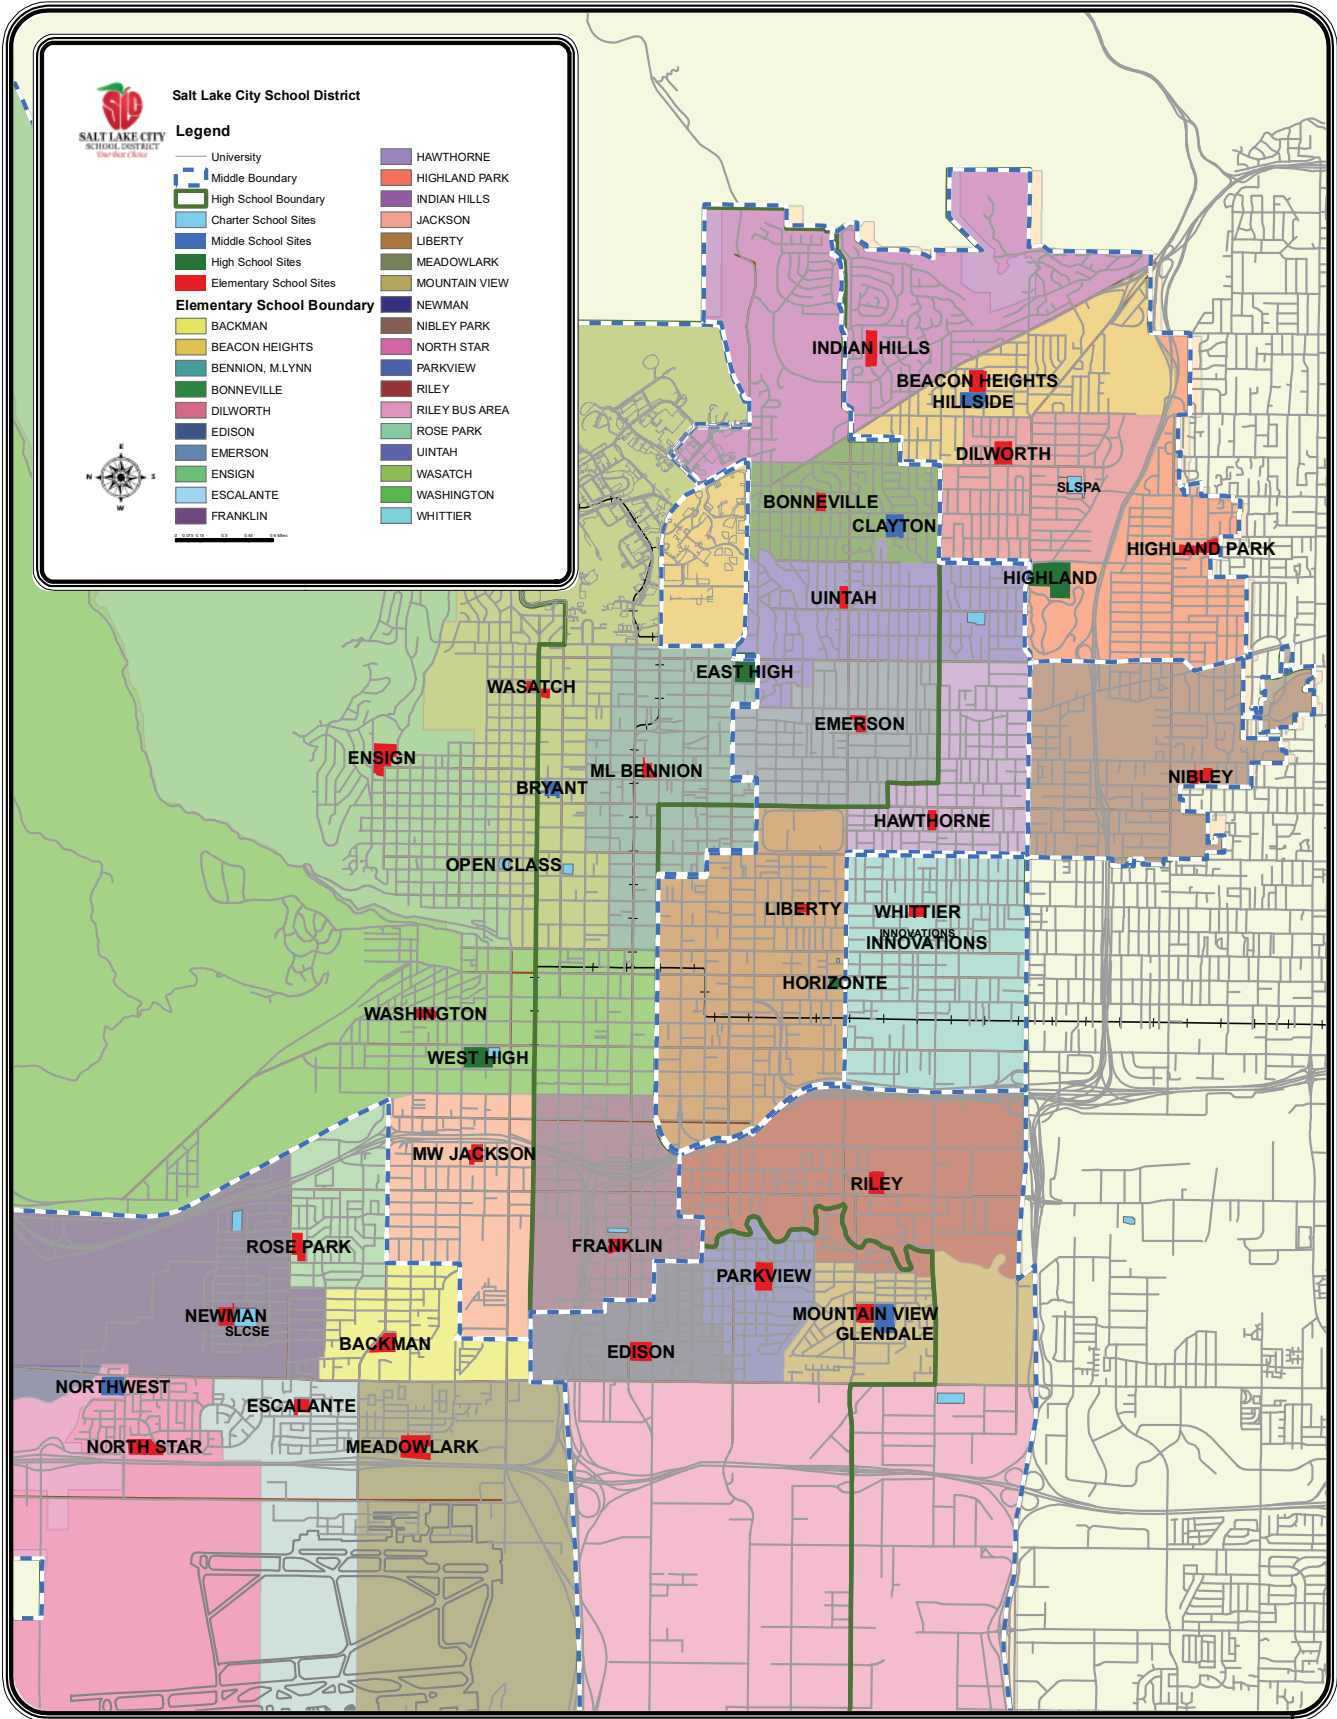 SLC
SALT LAKE CITY
SCHOOL DISTRICT
Your Best Choice
Salt Lake City School District
Legend
University
Middle Boundary
High School Boundary
Charter School Sites
Middle School Sites
High School Sites
Elementary School Sites
Elementary School Boundary
BACKMAN
BEACON HEIGHTS
BENNION, M.LYNN
BONNEVILLE
DILWORTH
EDISON
EMERSON
ENSIGN
ESCALANTE
FRANKLIN
HAWTHORNE
HIGHLAND PARK
INDIAN HILLS
JACKSON
LIBERTY
MEADOWLARK
MOUNTAIN VIEW
NEWMAN
NIBLEY PARK
NORTH STAR
PARKVIEW
RILEY
RILEY BUS AREA
ROSE PARK
UINTAH
WASATCH
WASHINGTON
WHITTIER
E
N S
W
INDIAN HILLS
BEACON HEIGHTS
HILLSIDE
DILWORTH
SLSPA
BONNEVILLE
CLAYTON
HIGHLAND PARK
HIGHLAND
UINTAH
EAST HIGH
WASATCH
EMERSON
ENSIGN
ML BENNION
NIBLEY
BRYANT
HAWTHORNE
OPEN CLASS
LIBERTY
WHITTIER
INNOVATIONS
INNOVATIONS
HORIZONTE
WASHINGTON
WEST HIGH
MW JACKSON
RILEY
ROSE PARK
FRANKLIN
PARKVIEW
NEWMAN
SLCSE
MOUNTAIN VIEW
GLENDALE
BACKMAN
EDISON
NORTHWEST
ESCALANTE
NORTH STAR
MEADOWLARK